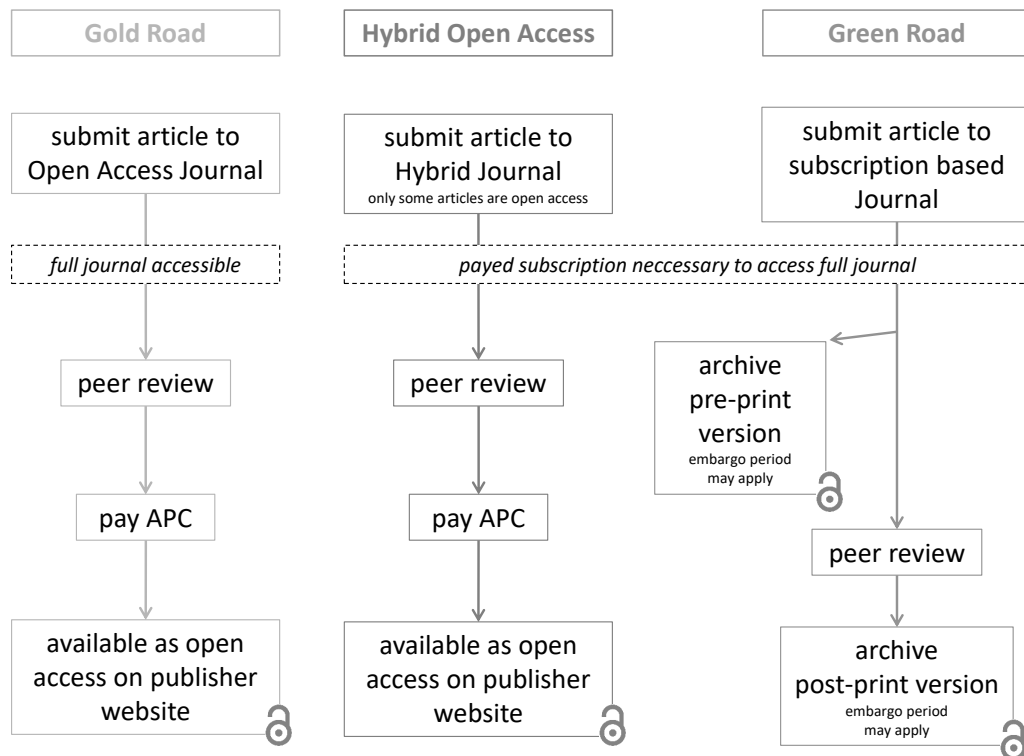 Gold Road
Hybrid Open Access
Green Road
submit article to
Open Access Journal
submit article to
Hybrid Journal
only some articles are open access
submit article to
subscription based
Journal
full journal accessible
payed subscription neccessary to access full journal
archive
pre-print
version
embargo period
may apply
peer review
peer review
pay APC
pay APC
peer review
available as open
access on publisher
website
available as open
access on publisher
website
archive
post-print version
embargo period
may apply